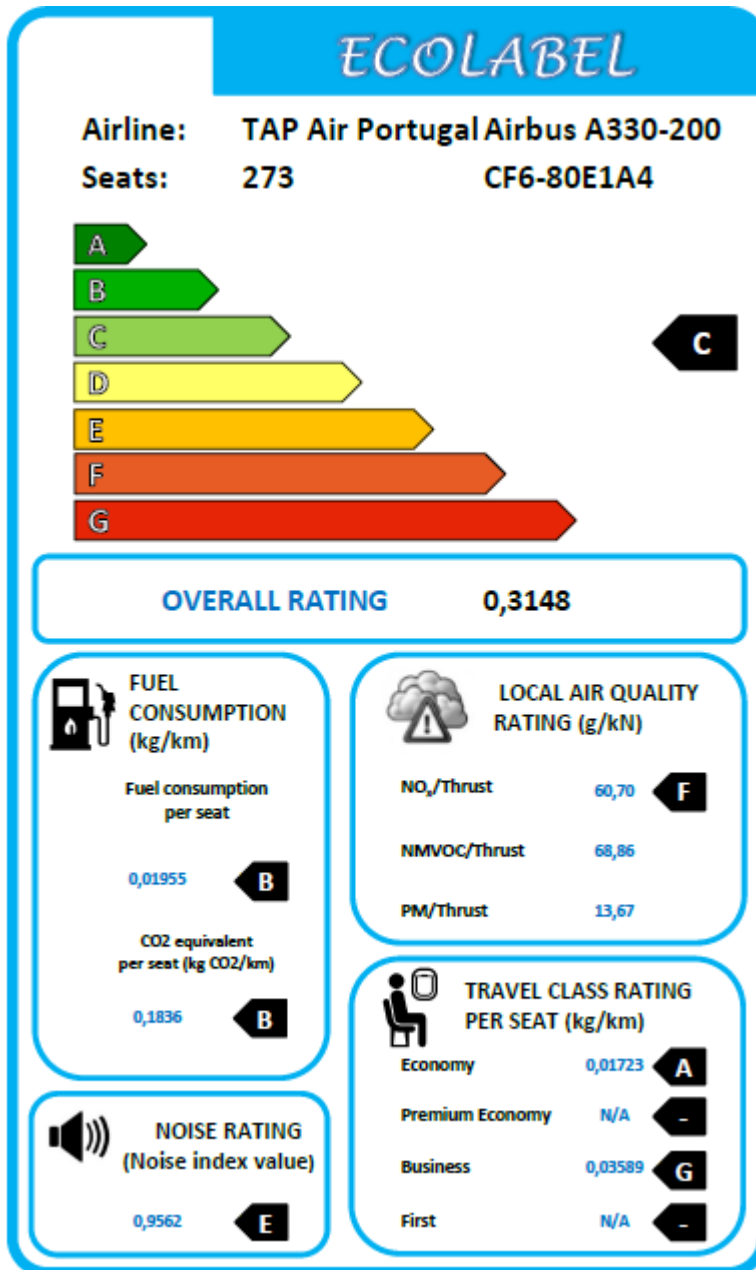 ECOLABEL
Airline: TAP Air Portugal Airbus A330-200
Seats: 273 CF6-80E1A4
A
B
C
C
D
E
F
G
OVERALL RATING 0,3148
FUEL
CONSUMPTION
(kg/km)
Fuel consumption
per seat
0,01955 B
CO2 equivalent
per seat (kg CO2/km)
0,1836 B
NOISE RATING
(Noise index value)
0,9562 E
LOCAL AIR QUALITY
RATING (g/kN)
NOₓ/Thrust 60,70 F
NMVOC/Thrust 68,86
PM/Thrust 13,67
TRAVEL CLASS RATING
PER SEAT (kg/km)
Economy 0,01723 A
Premium Economy N/A -
Business 0,03589 G
First N/A -